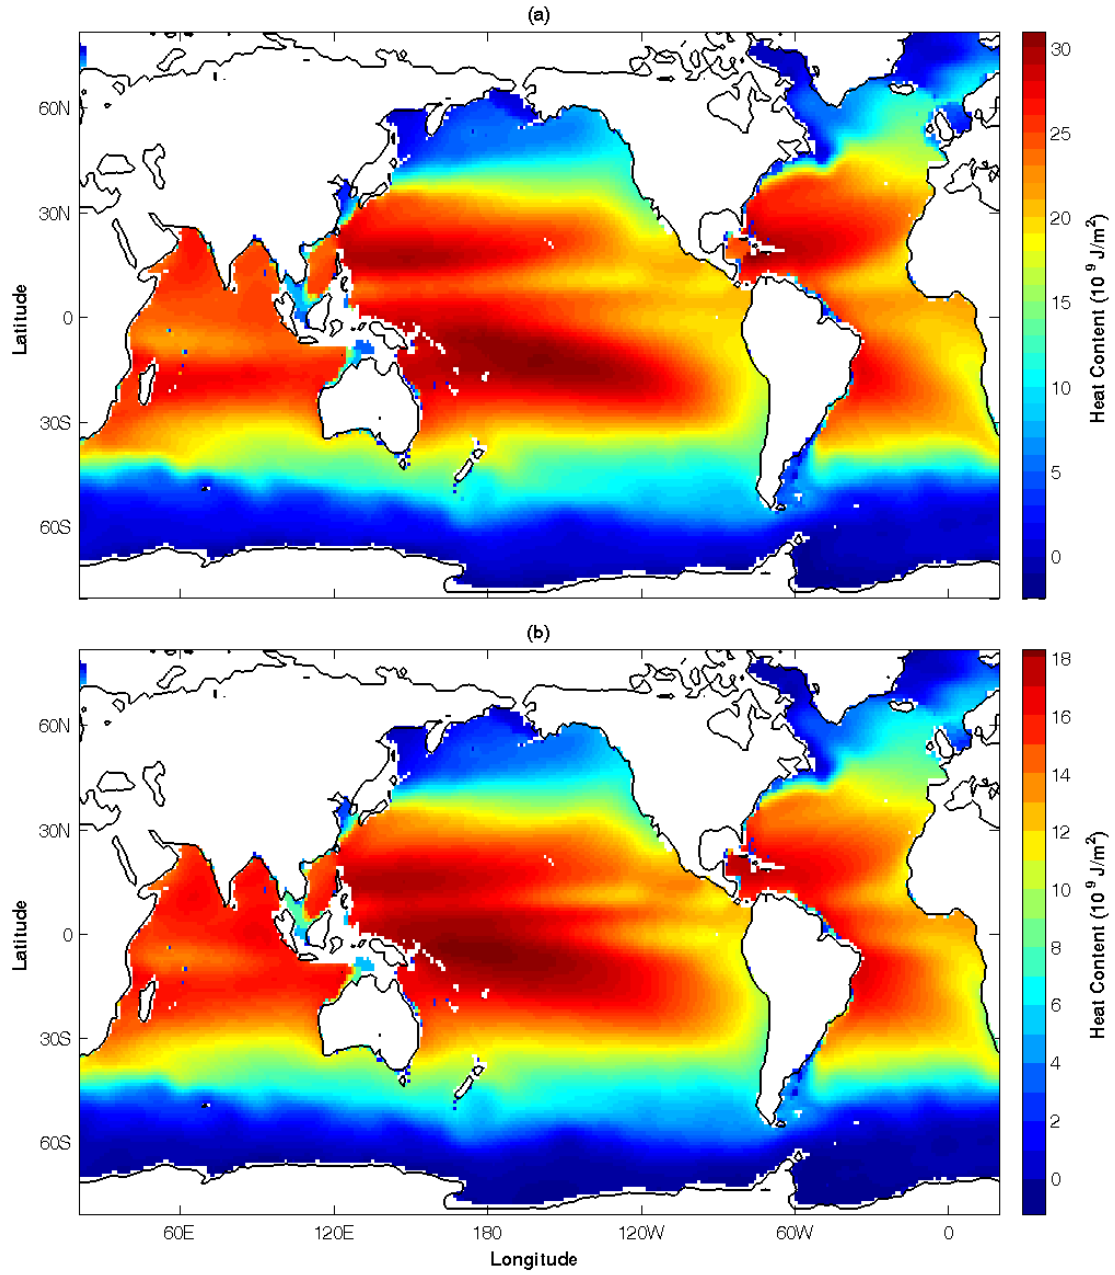 (a)
60N
30N
0
30S
60S
Latitude
30
25
20
15
10
5
0
Heat Content (10 9 J/m2)
(b)
60N
30N
0
30S
60S
Latitude
60E
120E
180
120W
60W
0
Longitude
18
16
14
12
10
8
6
4
2
0
Heat Content (10 9 J/m2)